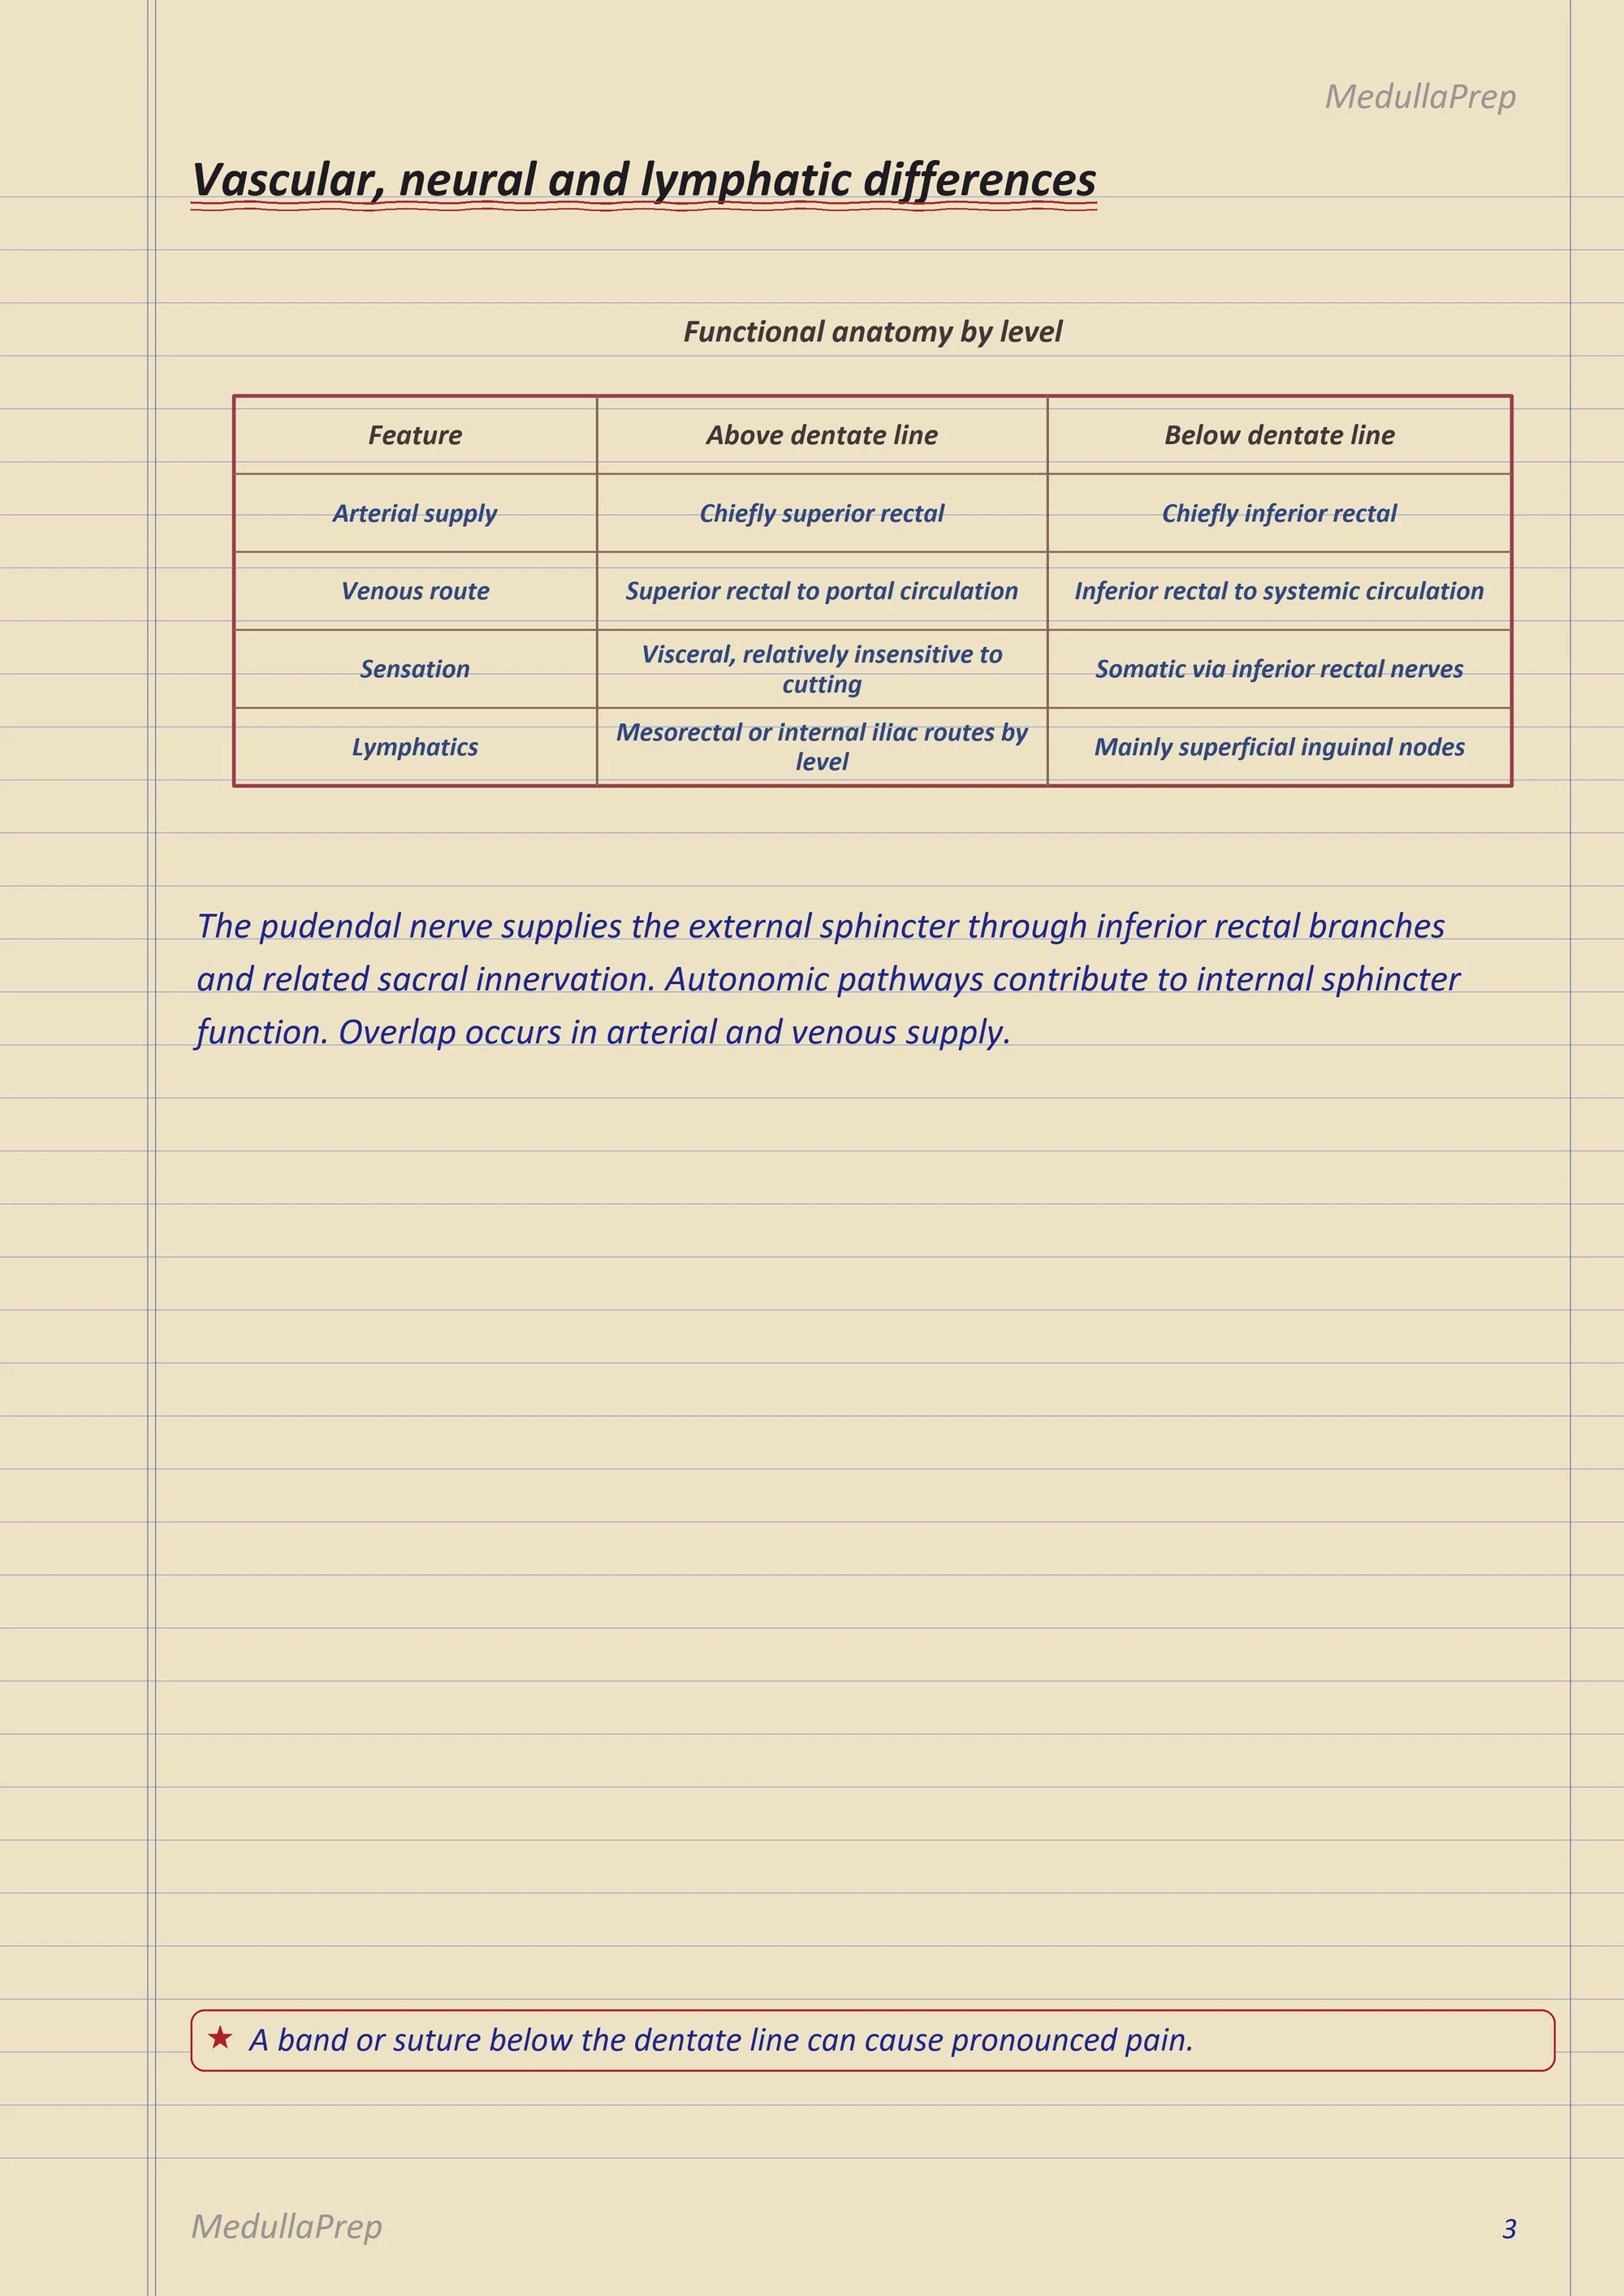 MedullaPrep
Vascular, neural and lymphatic differences
Functional anatomy by level
Feature
Above dentate line
Below dentate line
Arterial supply
Chiefly superior rectal
Chiefly inferior rectal
Venous route
Superior rectal to portal circulation
Inferior rectal to systemic circulation
Sensation
Visceral, relatively insensitive to
cutting
Somatic via inferior rectal nerves
Lymphatics
Mesorectal or internal iliac routes by
level
Mainly superficial inguinal nodes
The pudendal nerve supplies the external sphincter through inferior rectal branches
and related sacral innervation. Autonomic pathways contribute to internal sphincter
function. Overlap occurs in arterial and venous supply.
★ A band or suture below the dentate line can cause pronounced pain.
MedullaPrep
3